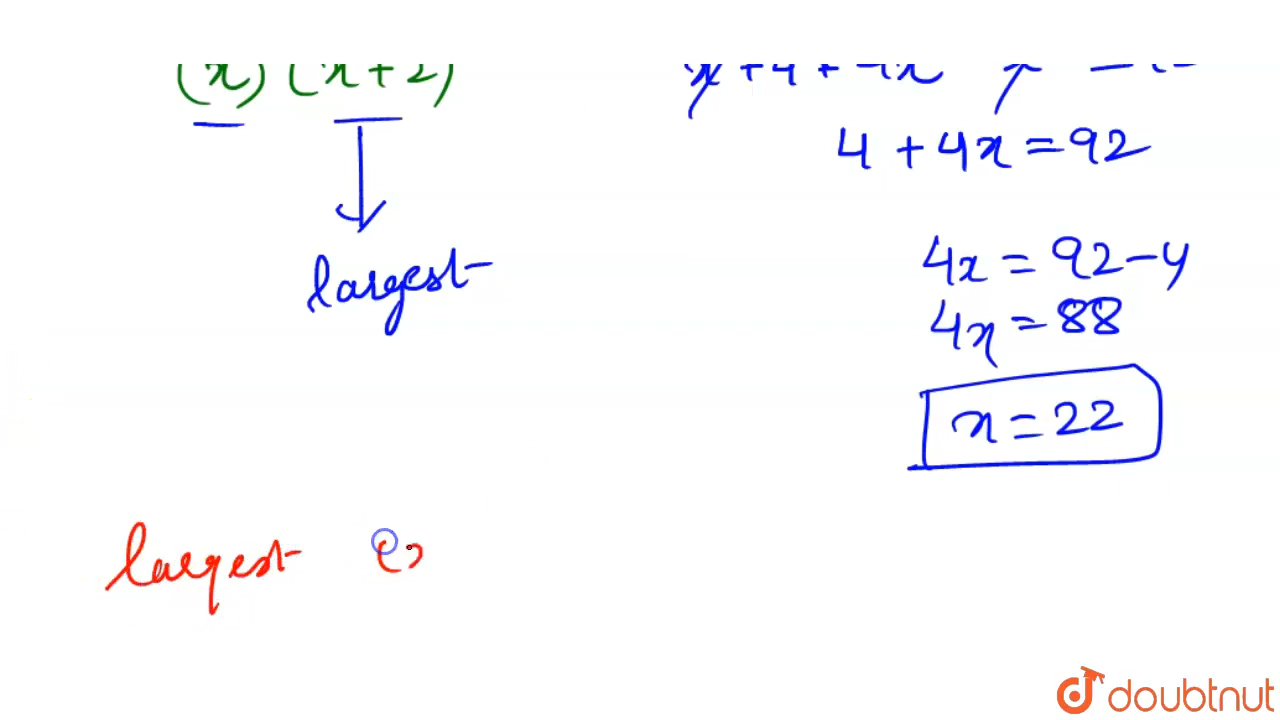 (x) (x+2)
4 + 4x = 92
largest
4x = 92 - 4
4x = 88
x = 22
largest
doubtnut